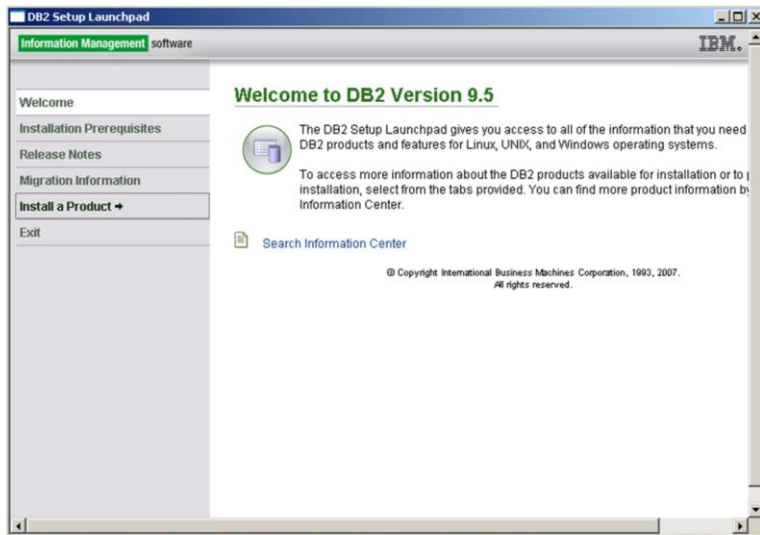 DB2 Setup Launchpad
Information Management software
IBM.
Welcome
Installation Prerequisites
Release Notes
Migration Information
Install a Product
Exit
Welcome to DB2 Version 9.5
The DB2 Setup Launchpad gives you access to all of the information that you need
DB2 products and features for Linux, UNIX, and Windows operating systems.
To access more information about the DB2 products available for installation or to
installation, select from the tabs provided. You can find more product information by
Information Center.
Search Information Center
© Copyright International Business Machines Corporation, 1993, 2007.
All rights reserved.